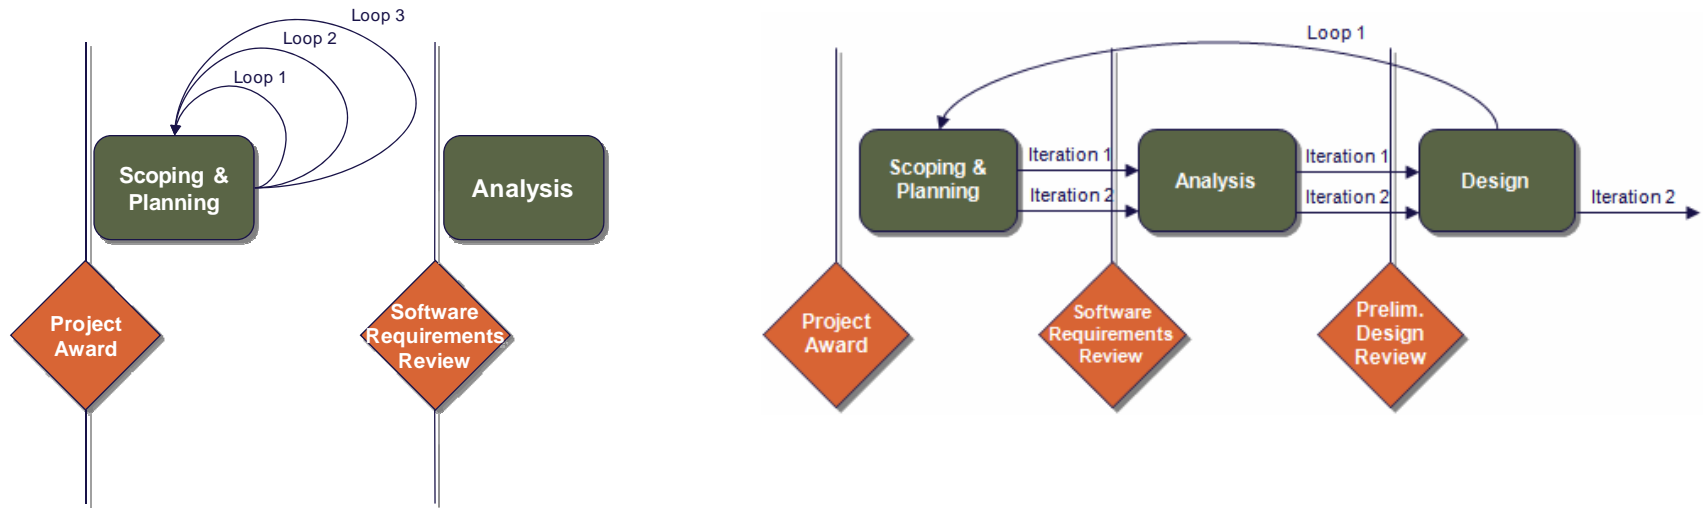 Loop 3
Loop 2
Loop 1
Scoping &
Planning
Analysis
Project
Award
Software
Requirements
Review
Loop 1
Scoping &
Planning
Iteration 1
Iteration 2
Analysis
Iteration 1
Iteration 2
Design
Iteration 2
Project
Award
Software
Requirements
Review
Prelim.
Design
Review